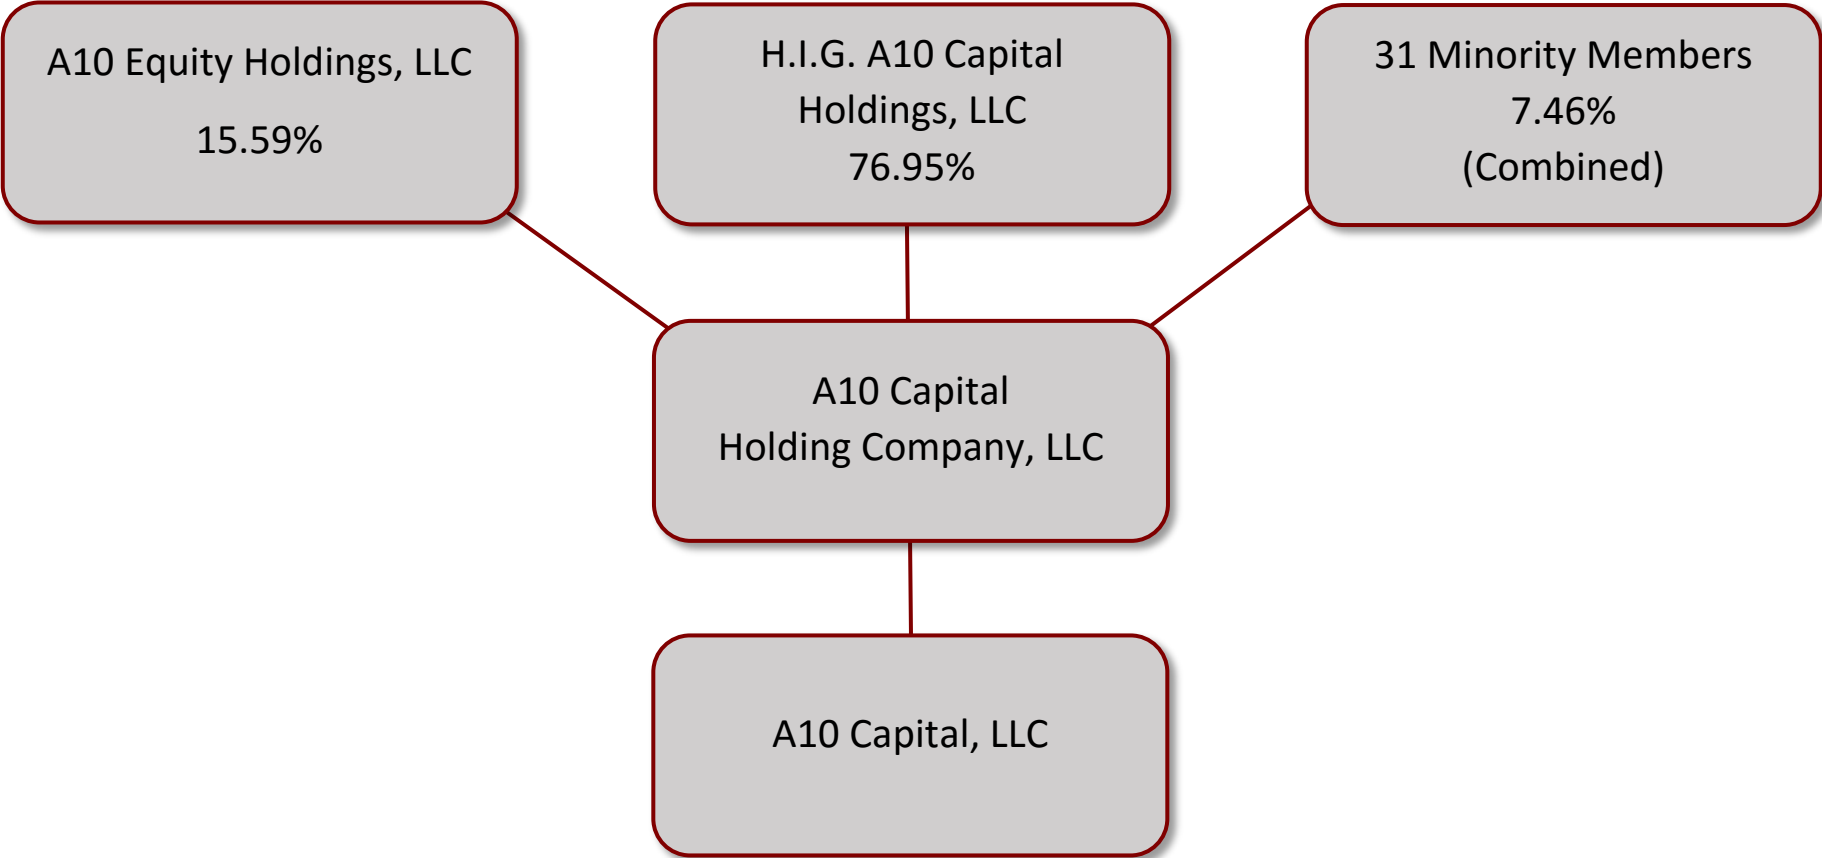 A10 Equity Holdings, LLC
15.59%
H.I.G. A10 Capital
Holdings, LLC
76.95%
31 Minority Members
7.46%
(Combined)
A10 Capital
Holding Company, LLC
A10 Capital, LLC